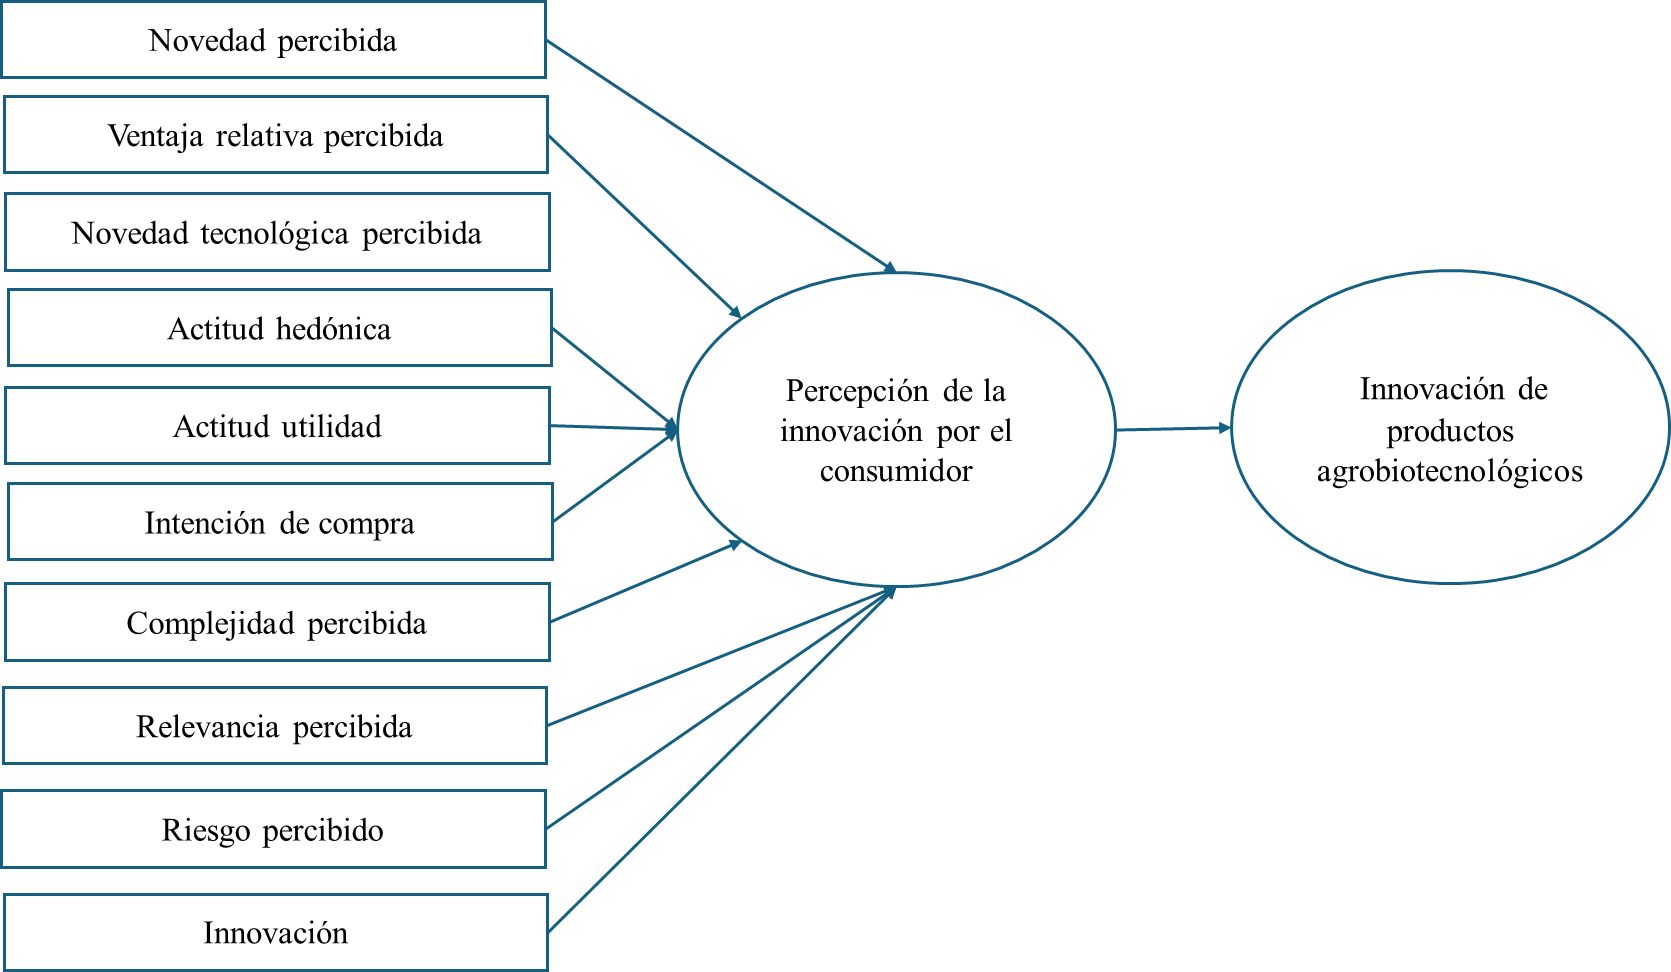 Novedad percibida
Ventaja relativa percibida
Novedad tecnológica percibida
Actitud hedónica
Actitud utilidad
Intención de compra
Complejidad percibida
Relevancia percibida
Riesgo percibido
Innovación
Percepción de la
innovación por el
consumidor
Innovación de
productos
agrobiotecnológicos